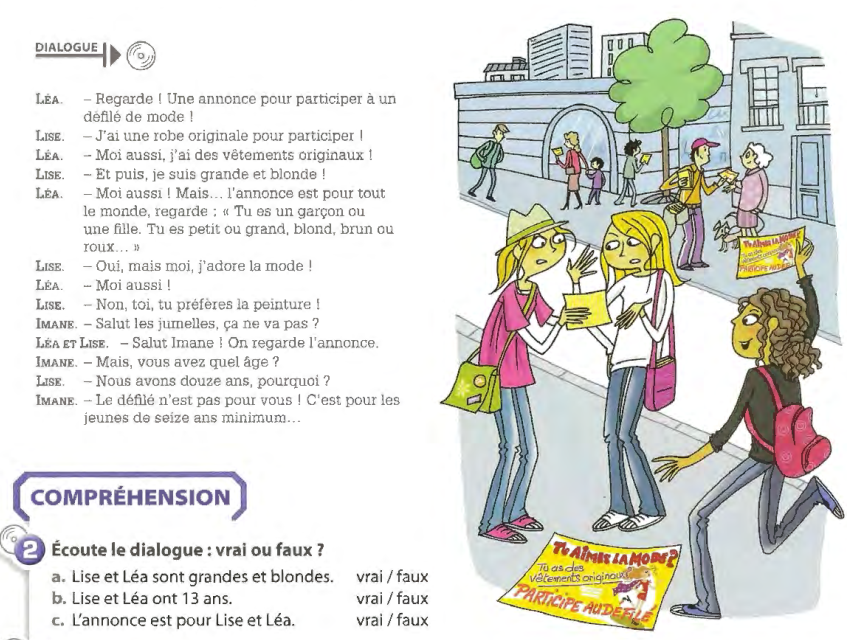 DIALOGUE
LÉA. – Regarde ! Une annonce pour participer à un
défilé de mode !
LISE. – J'ai une robe originale pour participer !
LÉA. – Moi aussi, j'ai des vêtements originaux !
LISE. – Et puis, je suis grande et blonde !
LÉA. – Moi aussi ! Mais... l'annonce est pour tout
le monde, regarde : « Tu es un garçon ou
une fille. Tu es petit ou grand, blond, brun ou
roux... »
LISE. – Oui, mais moi, j'adore la mode !
LÉA. – Moi aussi !
LISE. – Non, toi, tu préfères la peinture !
IMANE. – Salut les jumelles, ça ne va pas ?
LÉA ET LISE. – Salut Imane ! On regarde l'annonce.
IMANE. – Mais, vous avez quel âge ?
LISE. – Nous avons douze ans, pourquoi ?
IMANE. – Le défilé n'est pas pour vous ! C'est pour les
jeunes de seize ans minimum...
COMPRÉHENSION
2 Écoute le dialogue : vrai ou faux ?
a. Lise et Léa sont grandes et blondes. vrai / faux
b. Lise et Léa ont 13 ans. vrai / faux
c. L'annonce est pour Lise et Léa. vrai / faux
TU AIMES LA MODE
PARTICIPE AU DÉFI
TU AIMES LA MODE ?
Tu as des
vêtements originaux
PARTICIPE AU DEFILÉ